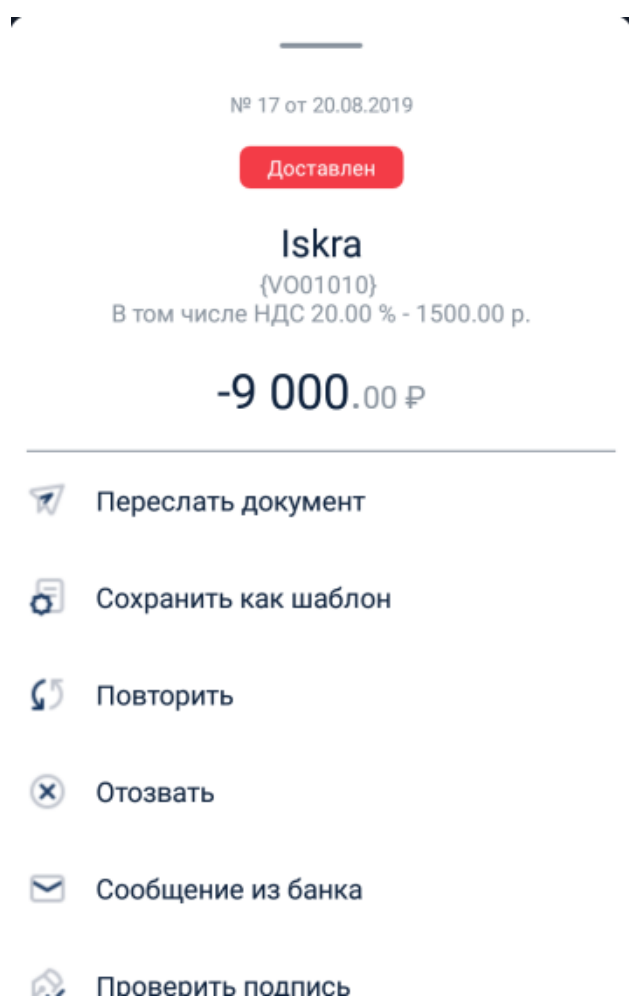 № 17 от 20.08.2019
Доставлен
Iskra
{VO01010}
В том числе НДС 20.00 % - 1500.00 р.
-9 000.00 ₽
Переслать документ
Сохранить как шаблон
Повторить
Отозвать
Сообщение из банка
Проверить подпись